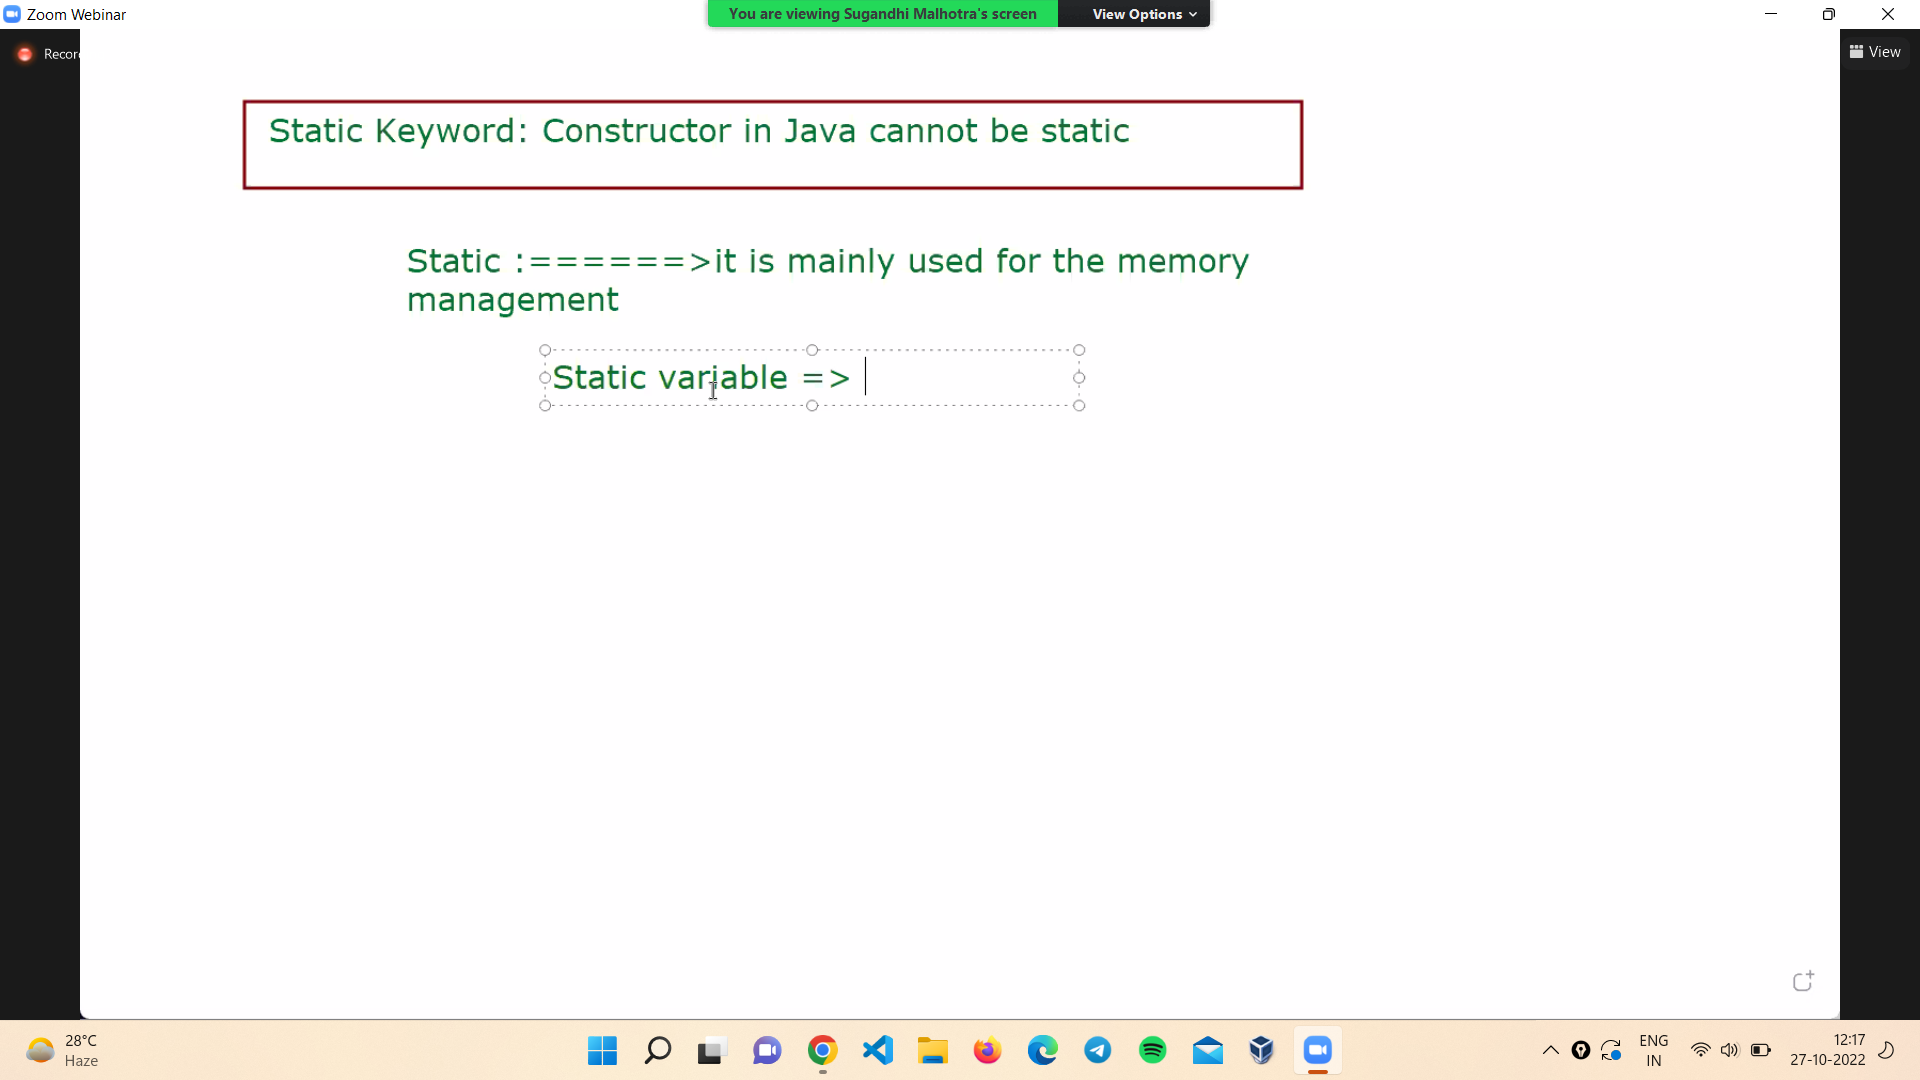 Zoom Webinar
You are viewing Sugandhi Malhotra's screen
View Options
Recor
View
Static Keyword: Constructor in Java cannot be static
Static :======>it is mainly used for the memory
management
Static variable =>
28°C
Haze
ENG
IN
12:17
27-10-2022